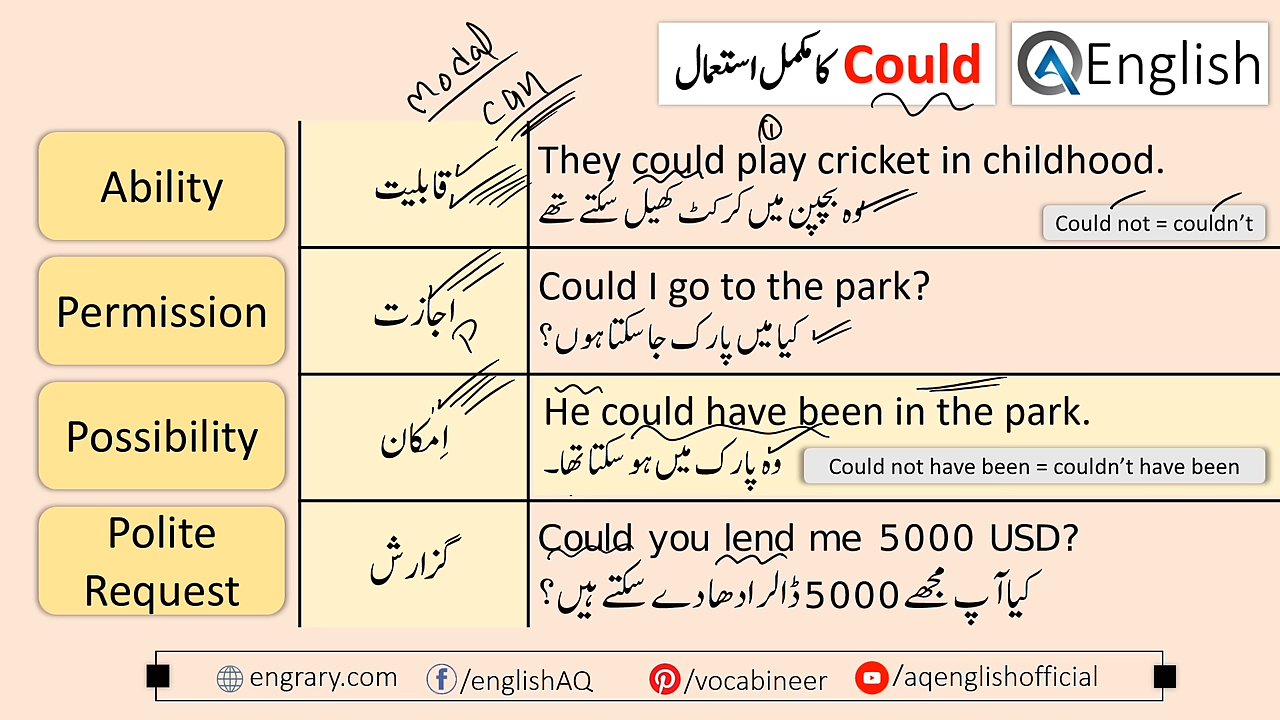 Modal
can
Could کا مکمل استعمال
AQ English
Ability
قابلیت
They could play cricket in childhood.
وہ بچپن میں کرکٹ کھیل سکتے تھے
Could not = couldn't
Permission
اجازت
Could I go to the park?
کیا میں پارک جا سکتا ہوں؟
Possibility
اِمکان
He could have been in the park.
وہ پارک میں ہو سکتا تھا۔
Could not have been = couldn't have been
Polite
Request
گزارش
Could you lend me 5000 USD?
کیا آپ مجھے 5000 ڈالر ادھا دے سکتے ہیں؟
engrary.com /englishAQ /vocabineer /aqenglishofficial